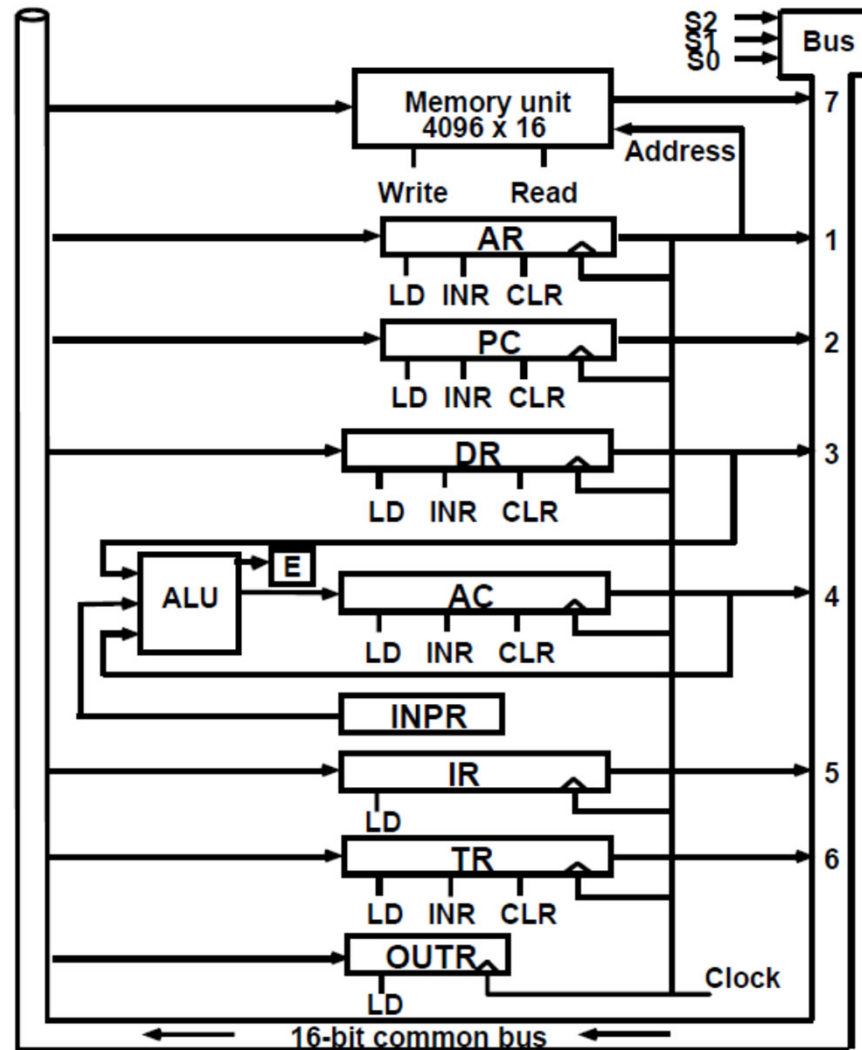 S2
S1
S0
Bus
Memory unit
4096 x 16
7
Address
Write Read
AR
1
LD INR CLR
PC
2
LD INR CLR
DR
3
LD INR CLR
E
ALU
AC
4
LD INR CLR
INPR
IR
5
LD
TR
6
LD INR CLR
OUTR
Clock
LD
16-bit common bus